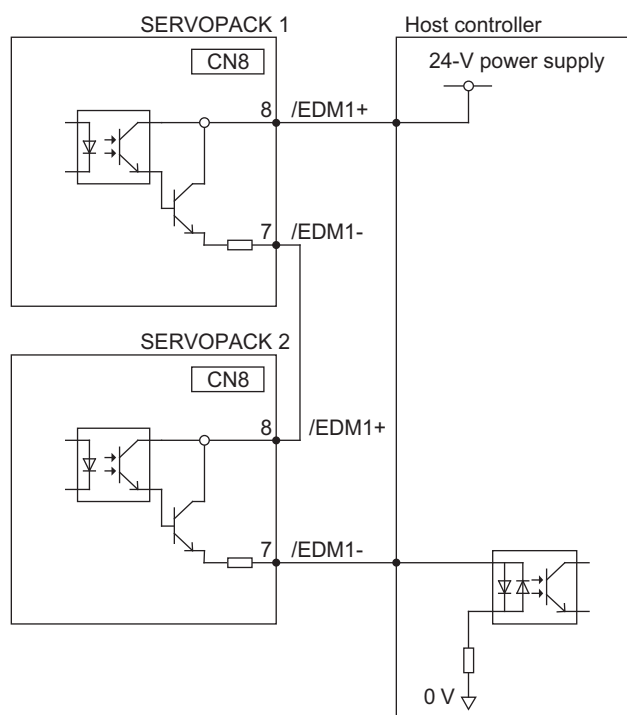 SERVOPACK 1
Host controller
CN8
24-V power supply
8 /EDM1+
7 /EDM1-
SERVOPACK 2
CN8
8 /EDM1+
7 /EDM1-
0 V